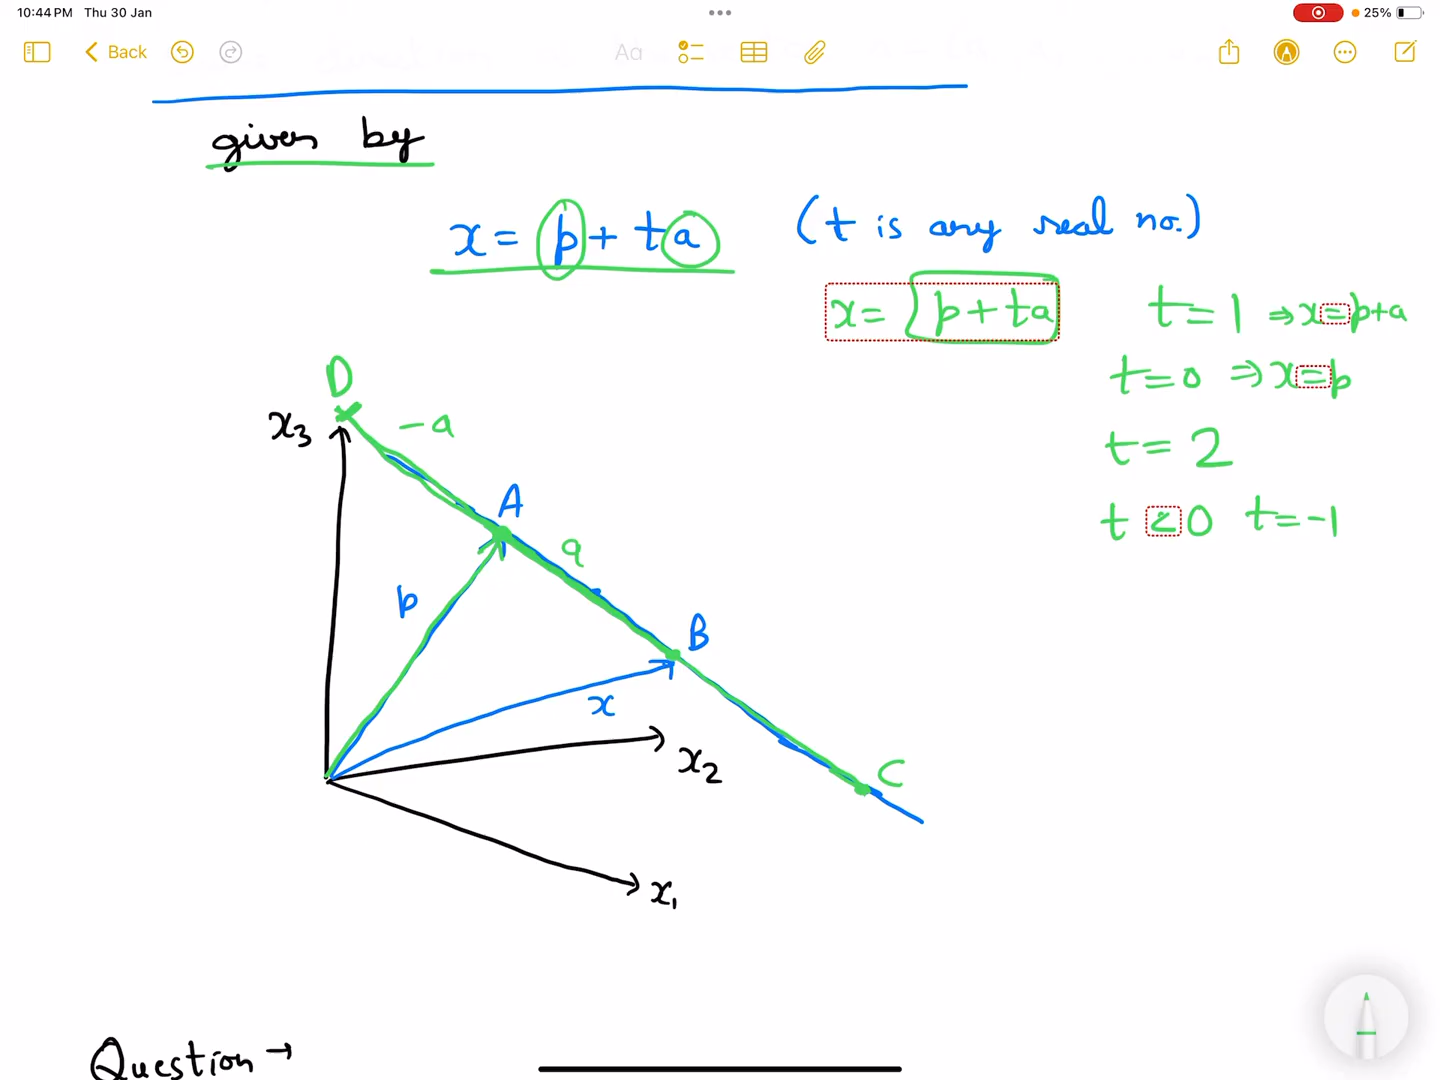 10:44 PM Thu 30 Jan
25%
Back
Aa
given by
x = p + ta (t is any real no.)
x = p + ta
t = 1 ⇒ x = p+a
t = 0 ⇒ x = p
t = 2
t < 0 t = -1
D
x3
-a
A
a
p
B
x
x2
C
x1
Question →